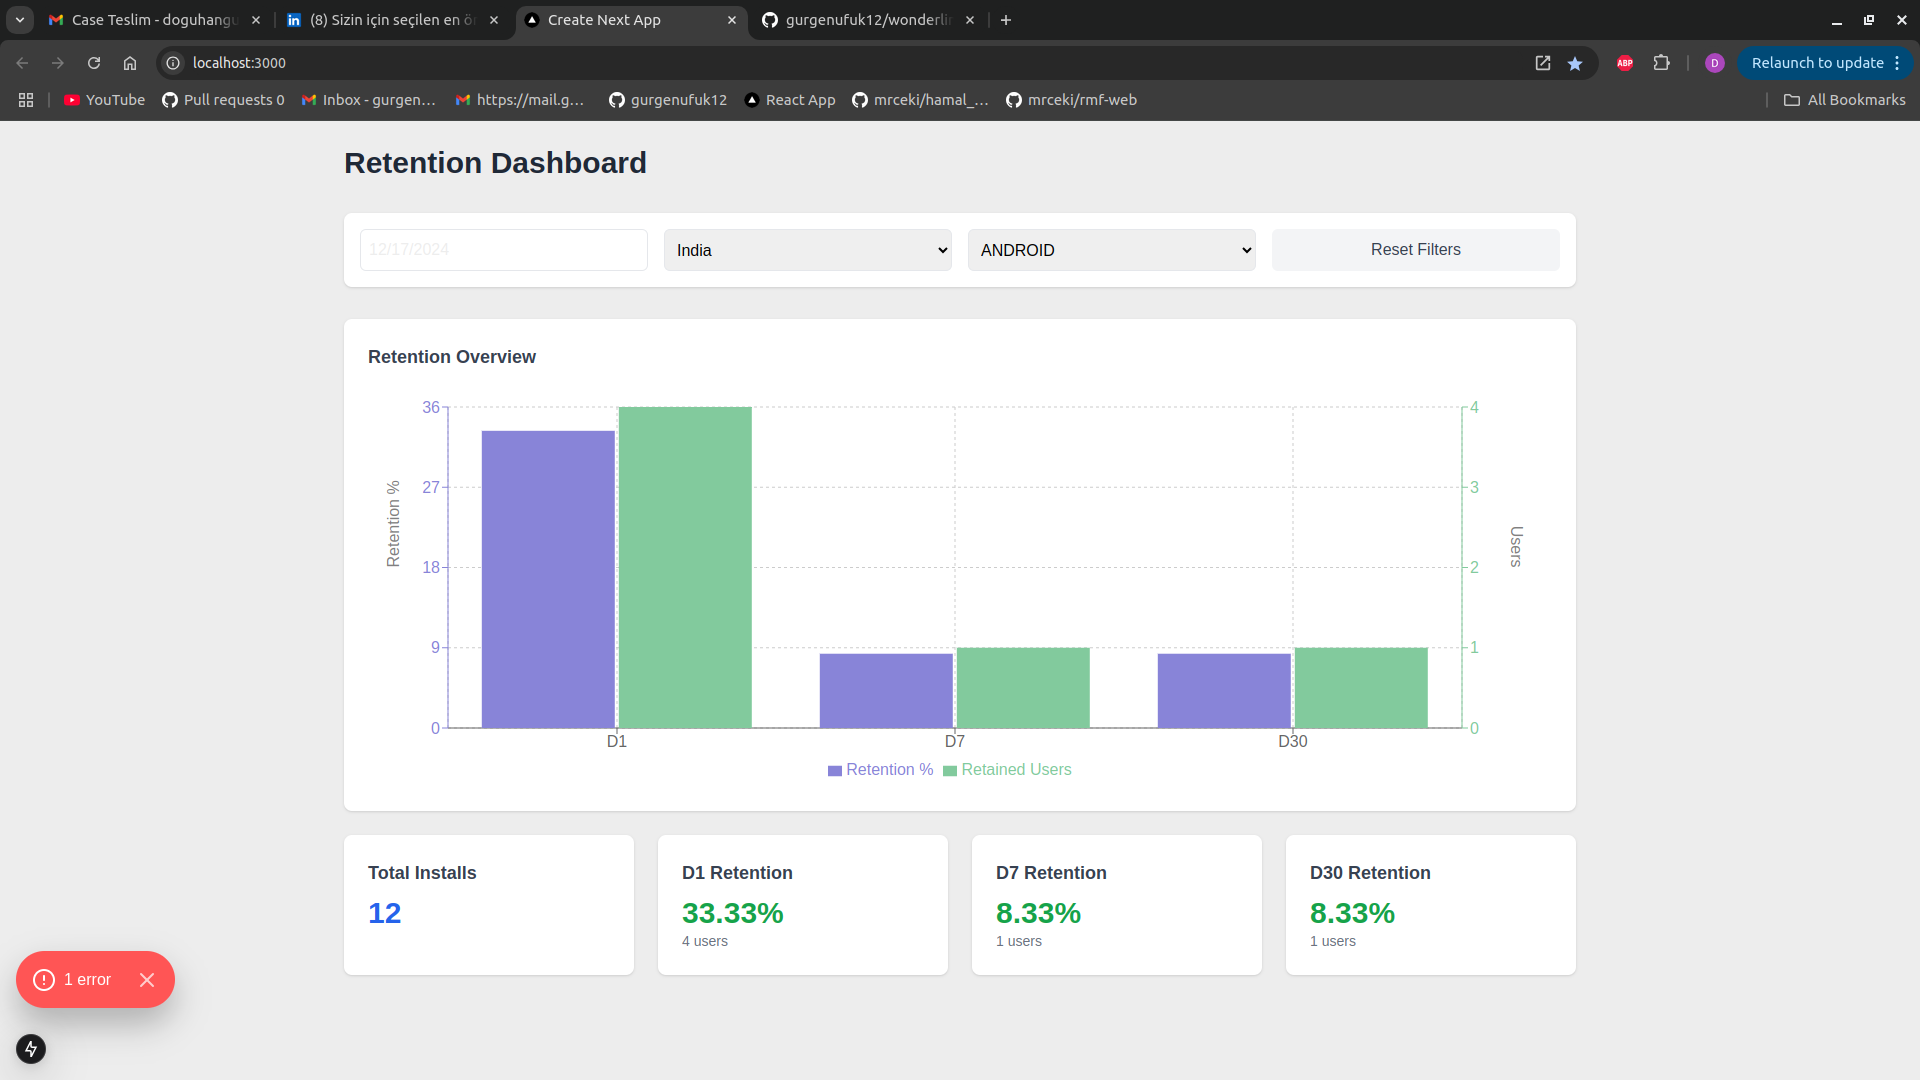 Case Teslim - doguhangu
(8) Sizin için seçilen en ön
Create Next App
gurgenufuk12/wonderlin
localhost:3000
ABP
D
Relaunch to update
YouTube
Pull requests 0
Inbox - gurgen...
https://mail.g...
gurgenufuk12
React App
mrceki/hamal_...
mrceki/rmf-web
All Bookmarks
Retention Dashboard
12/17/2024
India
ANDROID
Reset Filters
Retention Overview
36
27
18
9
0
Retention %
4
3
2
1
0
Users
D1
D7
D30
Retention %
Retained Users
Total Installs
12
D1 Retention
33.33%
4 users
D7 Retention
8.33%
1 users
D30 Retention
8.33%
1 users
1 error